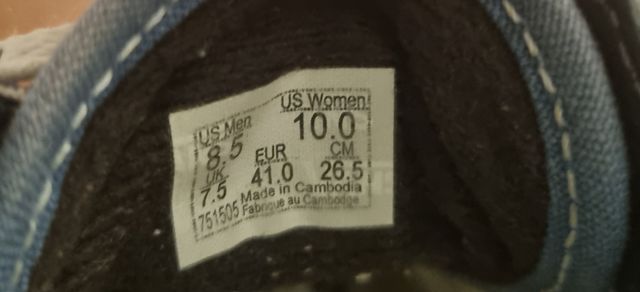 US Men
8.5
US Women
10.0
UK
7.5
EUR
41.0
CM
26.5
Made in Cambodia
751505 Fabriqué au Cambodge